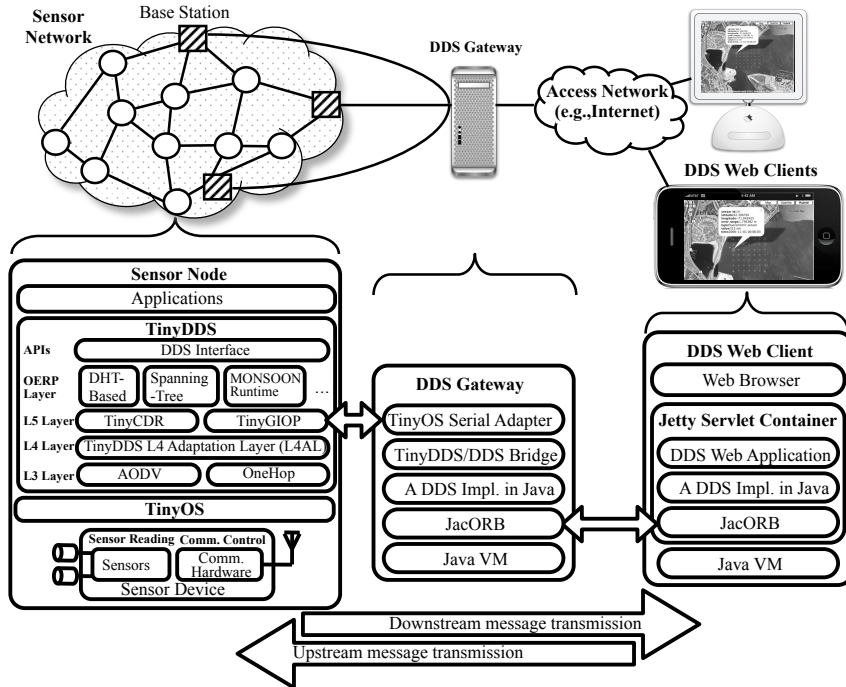 Sensor
Network
Base Station
DDS Gateway
Access Network
(e.g.,Internet)
DDS Web Clients
Sensor Node
Applications
TinyDDS
APIs
DDS Interface
OERP
Layer
DHT-
Based
Spanning
-Tree
MONSOON
Runtime
...
L5 Layer
TinyCDR
TinyGIOP
L4 Layer
TinyDDS L4 Adaptation Layer (L4AL)
L3 Layer
AODV
OneHop
TinyOS
Sensor Reading
Comm. Control
Sensors
Comm.
Hardware
Sensor Device
DDS Gateway
TinyOS Serial Adapter
TinyDDS/DDS Bridge
A DDS Impl. in Java
JacORB
Java VM
DDS Web Client
Web Browser
Jetty Servlet Container
DDS Web Application
A DDS Impl. in Java
JacORB
Java VM
Downstream message transmission
Upstream message transmission